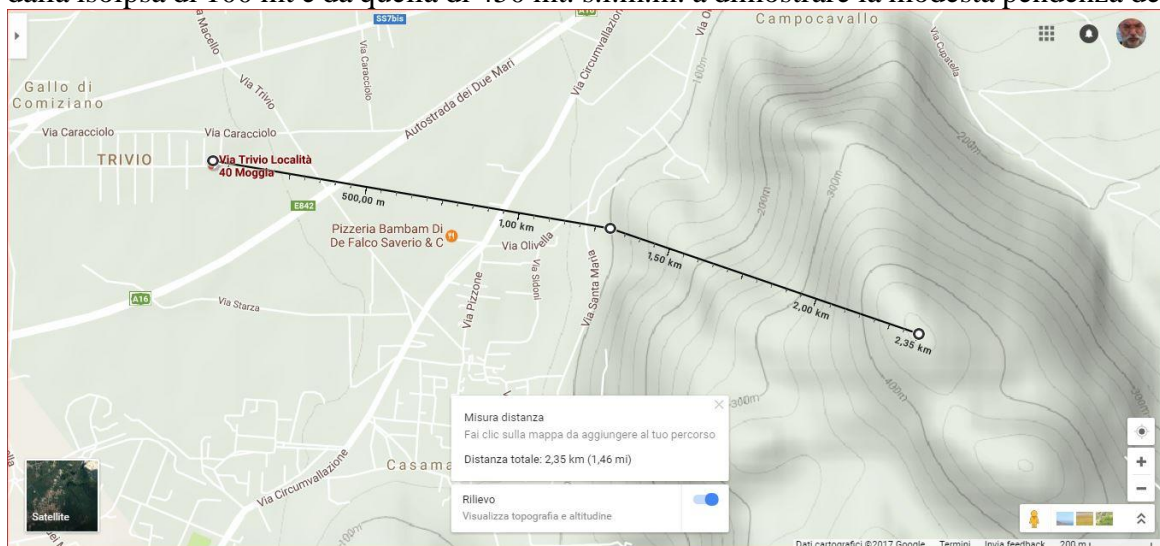 dalla isoipsa di 100 mt e da quella di 450 mt. s.l.m.m. a dimostrare la modesta pendenza de
SS7bis
Campocavallo
Via Macello
Via Caracciolo
Via Circumvallazione
Via Cupatella
100m
Gallo di
Comiziano
Via Trivio
Autostrada dei Due Mari
Via Caracciolo
Via Caracciolo
TRIVIO
Via Trivio Località
40 Moggia
200m
300m
500,00 m
E842
1,00 km
Pizzeria Bambam Di
De Falco Saverio & C
Via Olivella
1,50 km
Via Sidoni
Via Pizzone
Via Santa Maria
A16
Via Starza
2,00 km
2,35 km
400m
300m
Misura distanza
Fai clic sulla mappa da aggiungere al tuo percorso
Distanza totale: 2,35 km (1,46 mi)
Casama
Via Circumvallazione
Rilievo
Visualizza topografia e altitudine
Satellite
100m
Dati cartografici ©2017 Google Termini Invia feedback 200 m